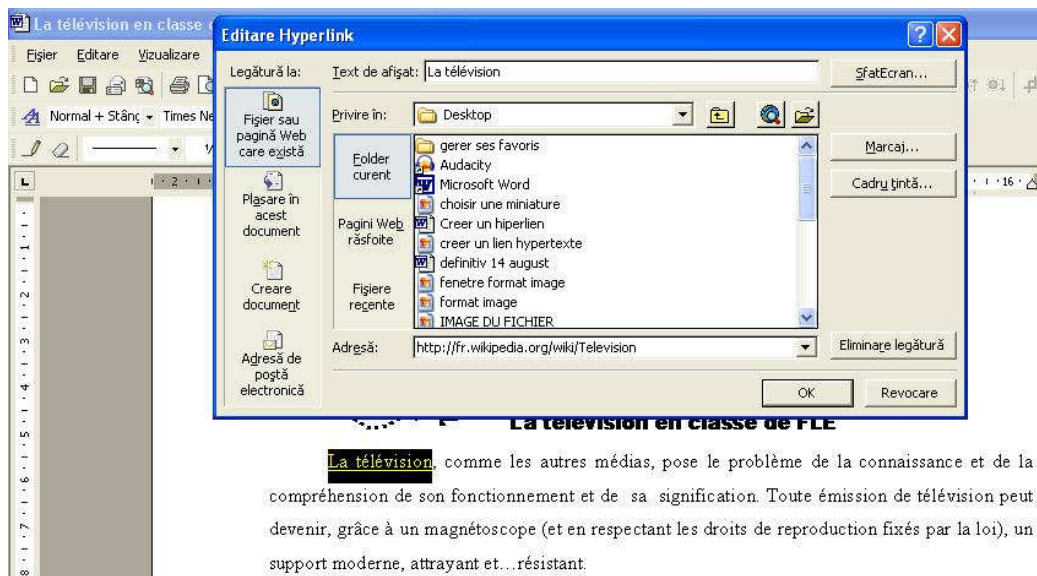 La télévision en classe
Editare Hyperlink
Fişier Editare Vizualizare
Legătură la:
Text de afişat: La télévision
SfatEcran...
Normal + Stâng Times Ne
Fişier sau
pagină Web
care există
Privire în:
Desktop
Folder
curent
gerer ses favoris
Audacity
Microsoft Word
choisir une miniature
Creer un hiperlien
creer un lien hypertexte
definitiv 14 august
fenetre format image
format image
IMAGE DU FICHIER
Marcaj...
Cadru ţintă...
Plasare în
acest
document
Pagini Web
răsfoite
Creare
document
Fişiere
recente
Adresă de
poştă
electronică
Adresă:
http://fr.wikipedia.org/wiki/Television
Eliminare legătură
OK
Revocare
La télévision en classe de FLE
La télévision, comme les autres médias, pose le problème de la connaissance et de la
compréhension de son fonctionnement et de sa signification. Toute émission de télévision peut
devenir, grâce à un magnétoscope (et en respectant les droits de reproduction fixés par la loi), un
support moderne, attrayant et...résistant.